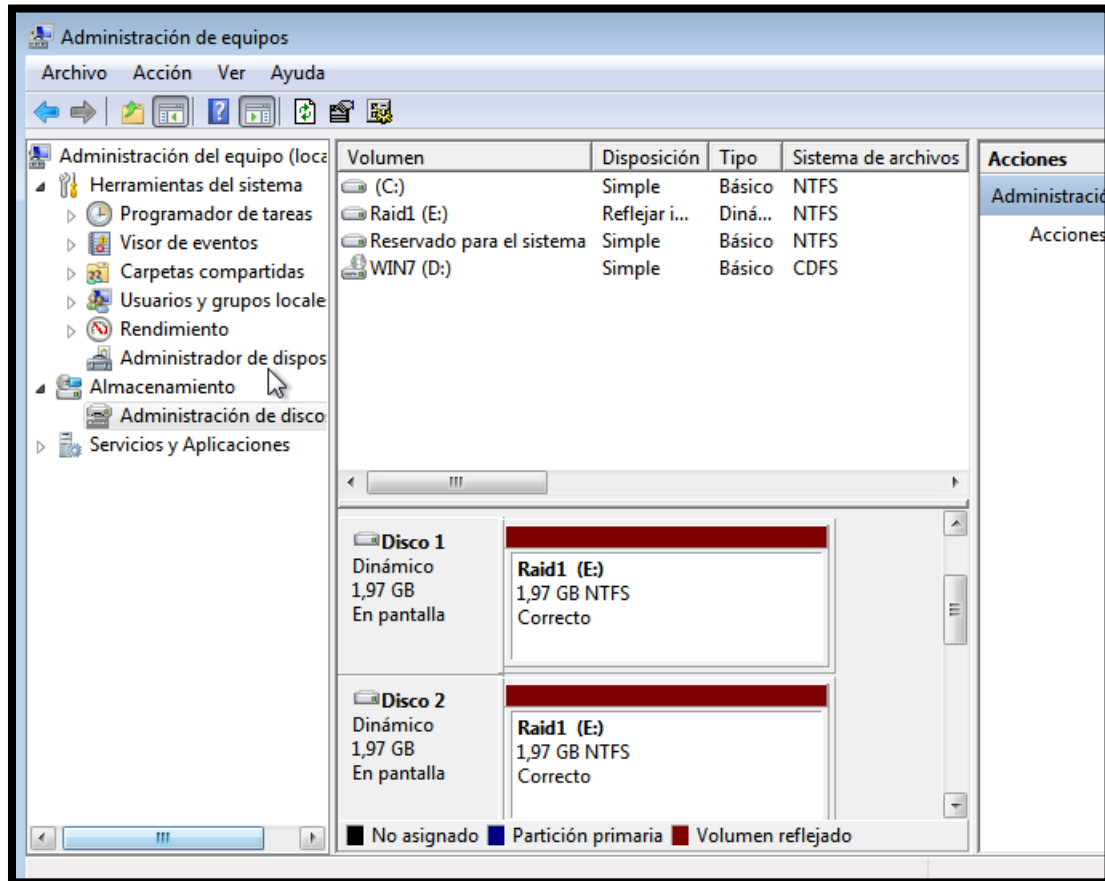 Administración de equipos
Archivo Acción Ver Ayuda
Administración del equipo (loca
Herramientas del sistema
Programador de tareas
Visor de eventos
Carpetas compartidas
Usuarios y grupos locale
Rendimiento
Administrador de dispos
Almacenamiento
Administración de disco
Servicios y Aplicaciones
Volumen Disposición Tipo Sistema de archivos
(C:) Simple Básico NTFS
Raid1 (E:) Reflejar i... Diná... NTFS
Reservado para el sistema Simple Básico NTFS
WIN7 (D:) Simple Básico CDFS
Disco 1
Dinámico
1,97 GB
En pantalla
Raid1 (E:)
1,97 GB NTFS
Correcto
Disco 2
Dinámico
1,97 GB
En pantalla
Raid1 (E:)
1,97 GB NTFS
Correcto
No asignado Partición primaria Volumen reflejado
Acciones
Administració
Acciones